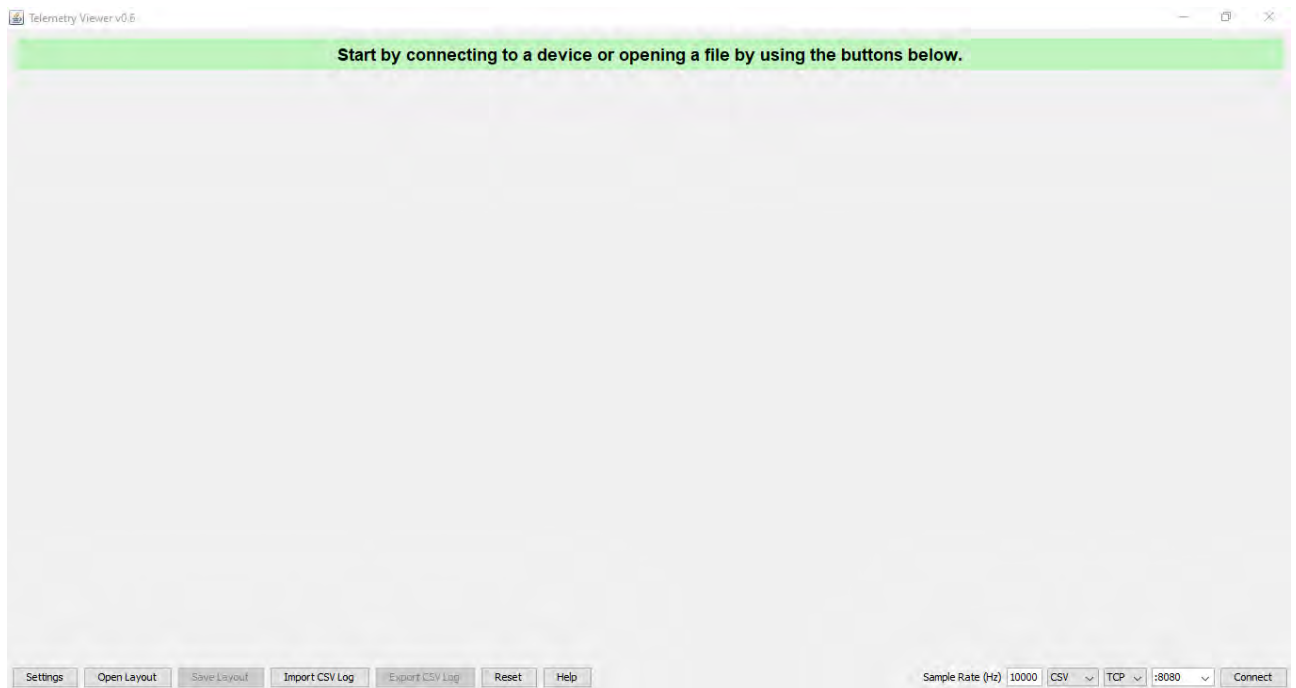 Telemetry Viewer v0.6
Start by connecting to a device or opening a file by using the buttons below.
Settings Open Layout Save Layout Import CSV Log Export CSV Log Reset Help Sample Rate (Hz) 10000 CSV TCP :8080 Connect